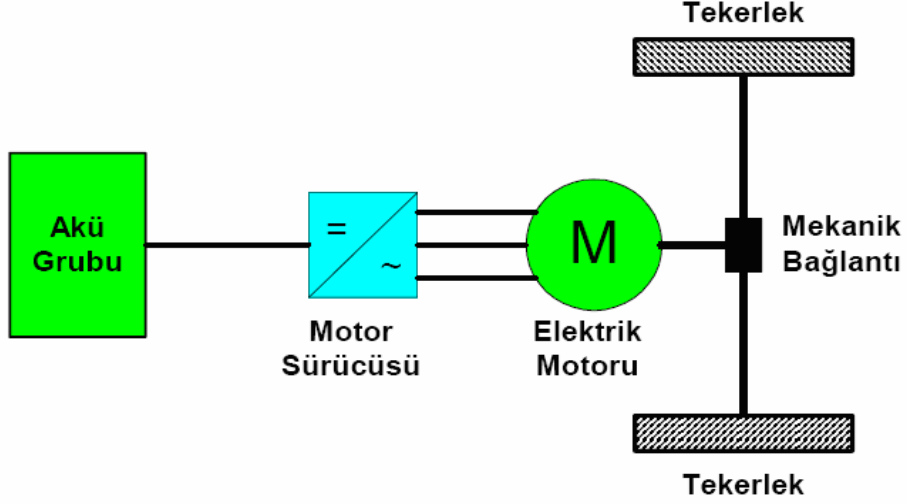 Tekerlek
Akü
Grubu
=
~
M
Mekanik
Bağlantı
Motor
Sürücüsü
Elektrik
Motoru
Tekerlek